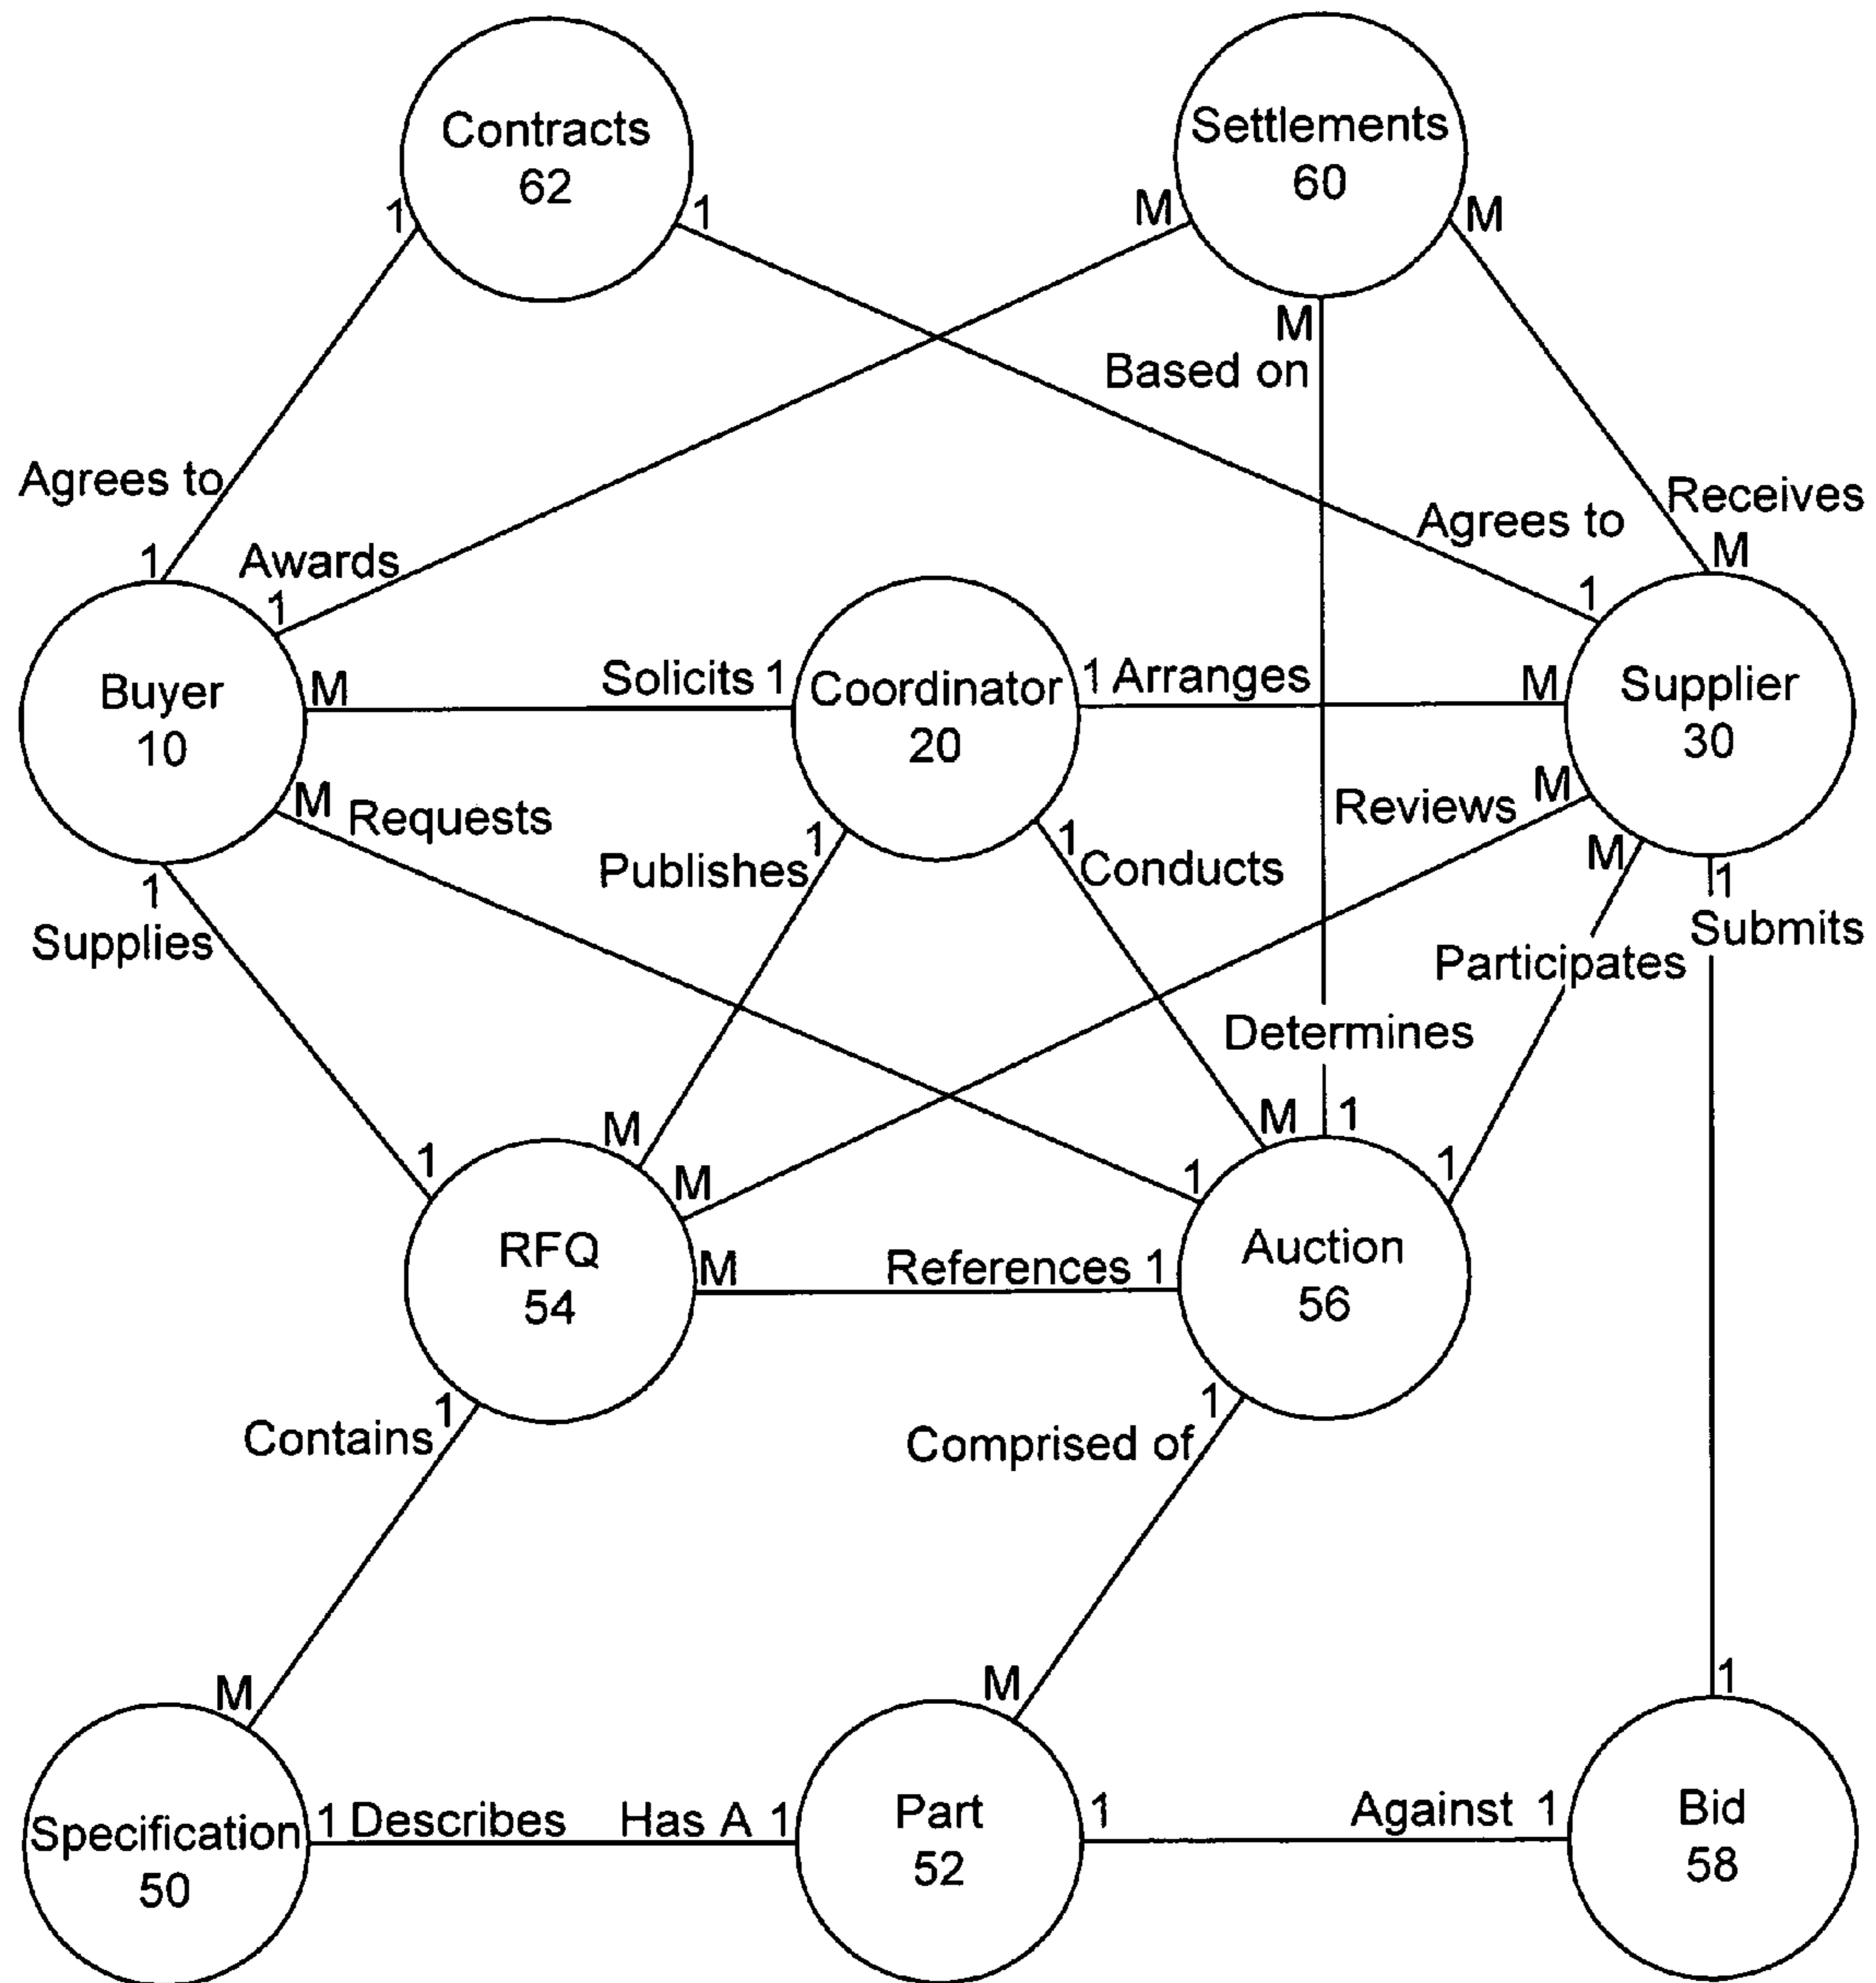 Contracts
62
Settlements
60
1
1
M
M
M
Based on
Agrees to
Receives
Agrees to
Awards
1
M
1
1
Buyer
10
M
Solicits 1
Coordinator
20
1 Arranges
M
Supplier
30
M Requests
Reviews M
Publishes
1
1
Conducts
M
1
Submits
1
Supplies
Participates
Determines
M
M
1
1
M
1
1
RFQ
54
M
References 1
Auction
56
1
Contains
1
Comprised of
M
M
1
Specification
50
1 Describes
Has A 1
Part
52
1
Against 1
Bid
58